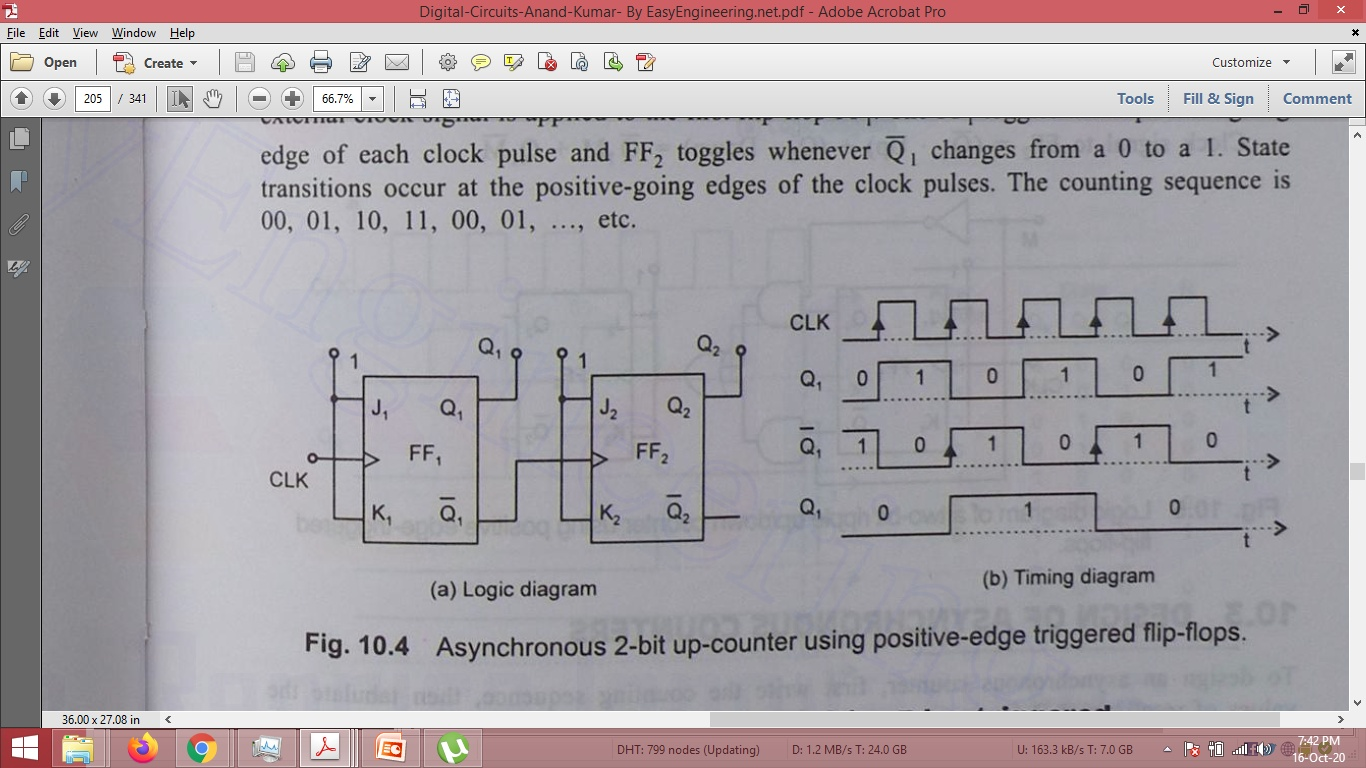 Digital-Circuits-Anand-Kumar- By EasyEngineering.net.pdf - Adobe Acrobat Pro
File Edit View Window Help
Open Create Customize
205 / 341 66.7% Tools Fill & Sign Comment
edge of each clock pulse and FF₂ toggles whenever Q̅₁ changes from a 0 to a 1. State
transitions occur at the positive-going edges of the clock pulses. The counting sequence is
00, 01, 10, 11, 00, 01, ..., etc.
1
Q₁
1
Q₂
J₁ Q₁
J₂ Q₂
FF₁
FF₂
CLK
K₁ Q̅₁
K₂ Q̅₂
(a) Logic diagram
CLK
t
Q₁ 0 1 0 1 0 1
t
Q̅₁ 1 0 1 0 1 0
t
Q₁ 0 1 0
t
(b) Timing diagram
Fig. 10.4 Asynchronous 2-bit up-counter using positive-edge triggered flip-flops.
36.00 x 27.08 in
DHT: 799 nodes (Updating) D: 1.2 MB/s T: 24.0 GB U: 163.3 kB/s T: 7.0 GB
7:42 PM
16-Oct-20